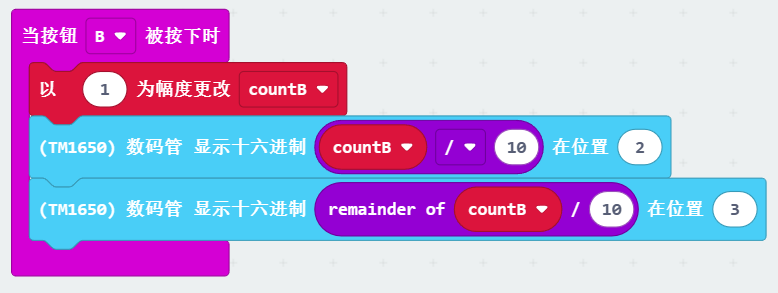 当按钮 B 被按下时
以 1 为幅度更改 countB
(TM1650) 数码管 显示十六进制 countB / 10 在位置 2
(TM1650) 数码管 显示十六进制 remainder of countB / 10 在位置 3